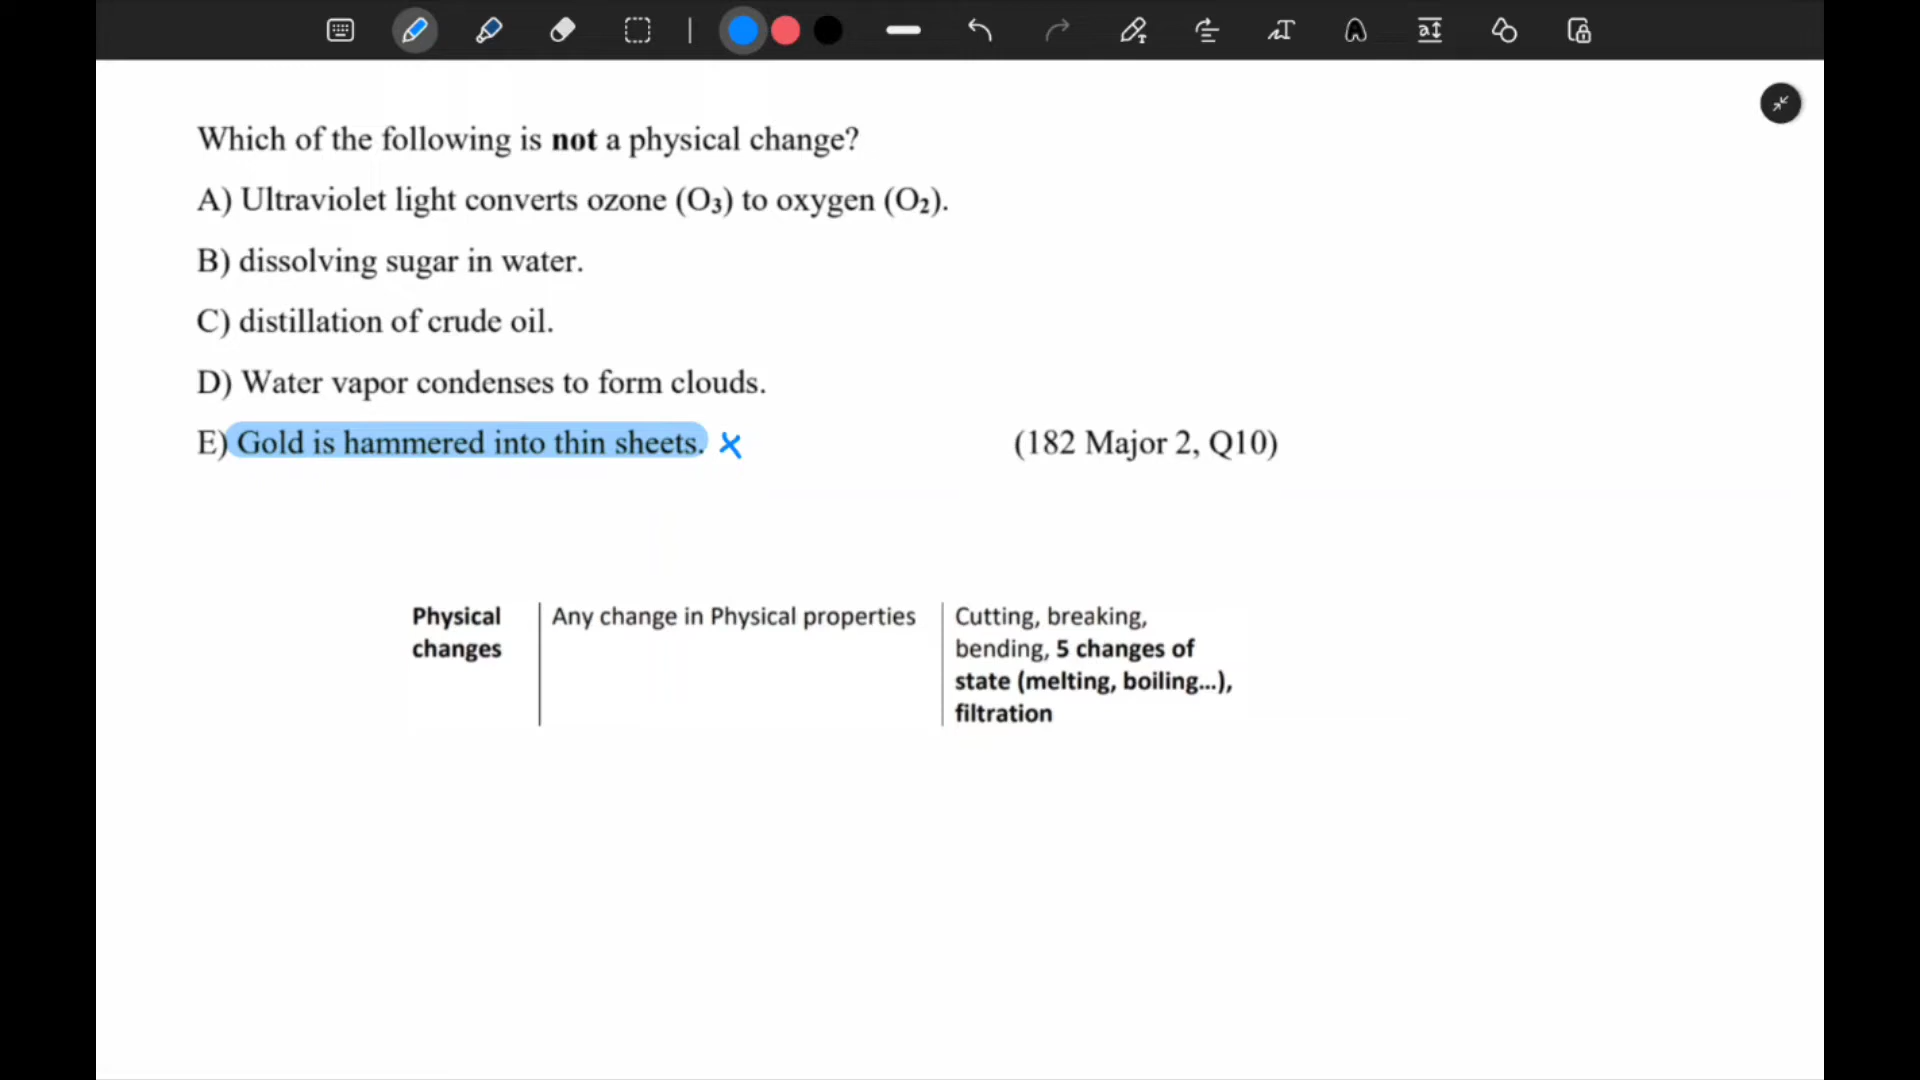 Which of the following is not a physical change?
A) Ultraviolet light converts ozone (O₃) to oxygen (O₂).
B) dissolving sugar in water.
C) distillation of crude oil.
D) Water vapor condenses to form clouds.
E) Gold is hammered into thin sheets. x (182 Major 2, Q10)
Physical changes
Any change in Physical properties
Cutting, breaking,
bending, 5 changes of
state (melting, boiling...),
filtration